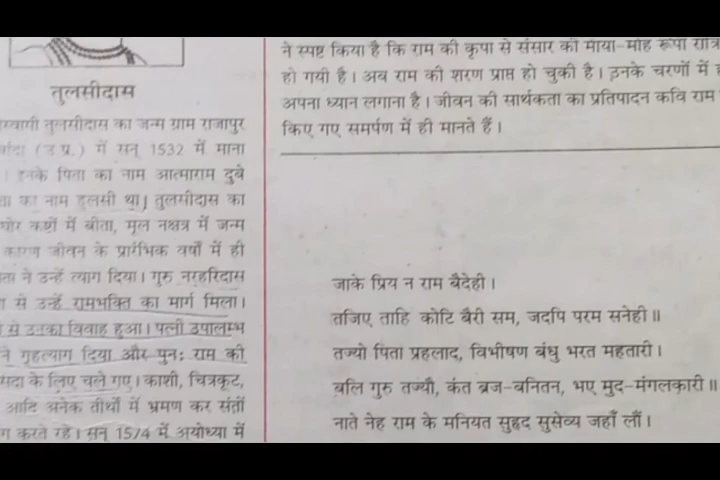 तुलसीदास
स्वामी तुलसीदास का जन्म ग्राम राजापुर
(उ.प्र.) में सन् 1532 में माना
। इनके पिता का नाम आत्माराम दुबे
का नाम हुलसी था। तुलसीदास का
घोर कष्टों में बीता, मूल नक्षत्र में जन्म
कारण जीवन के प्रारंभिक वर्षों में ही
ने उन्हें त्याग दिया। गुरु नरहरिदास
से उन्हें रामभक्ति का मार्ग मिला।
से उनका विवाह हुआ। पत्नी उपालम्भ
ने गृहत्याग दिया और पुनः राम की
के लिए चले गए। काशी, चित्रकूट,
आदि अनेक तीर्थों में भ्रमण कर संतों
करते रहे। सन् 1574 में अयोध्या में
ने स्पष्ट किया है कि राम की कृपा से संसार की माया-मोह रूपी
हो गयी है। अब राम की शरण प्राप्त हो चुकी है। उनके चरणों में
अपना ध्यान लगाना है। जीवन की सार्थकता का प्रतिपादन कवि राम
किए गए समर्पण में ही मानते हैं।
जाके प्रिय न राम बैदेही।
तजिए ताहि कोटि बैरी सम, जदपि परम सनेही॥
तज्यो पिता प्रहलाद, विभीषण बंधु भरत महतारी।
बलि गुरु तज्यौ, कंत ब्रज-बनितन, भए मुद-मंगलकारी॥
नाते नेह राम के मनियत सुहृद सुसेव्य जहाँ लौं।